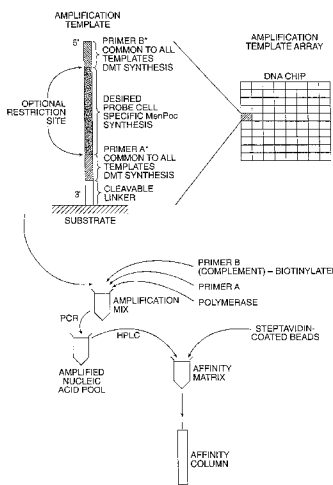 AMPLIFICATION
TEMPLATE
5'
PRIMER B*
COMMON TO ALL
TEMPLATES
DMT SYNTHESIS
OPTIONAL
RESTRICTION
SITE
DESIRED
PROBE CELL
SPECIFIC MenPoc
SYNTHESIS
PRIMER A*
COMMON TO ALL
TEMPLATES
DMT SYNTHESIS
3'
CLEAVABLE
LINKER
SUBSTRATE
AMPLIFICATION
TEMPLATE ARRAY
DNA CHIP
PRIMER B
(COMPLEMENT) – BIOTINYLATE
PRIMER A
POLYMERASE
AMPLIFICATION
MIX
PCR
HPLC
AMPLIFIED
NUCLEIC
ACID POOL
STEPTAVIDIN-
COATED BEADS
AFFINITY
MATRIX
AFFINITY
COLUMN